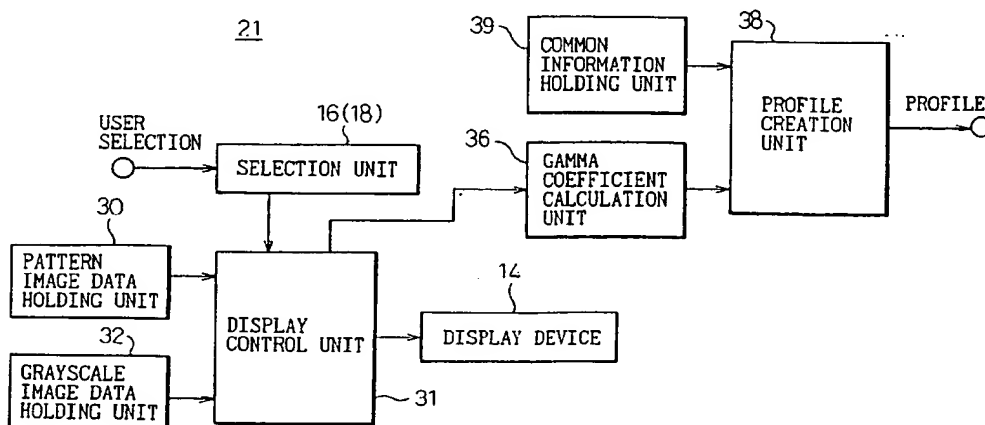 21
USER
SELECTION
16(18)
SELECTION UNIT
30
PATTERN
IMAGE DATA
HOLDING UNIT
32
GRAYSCALE
IMAGE DATA
HOLDING UNIT
DISPLAY
CONTROL UNIT
31
14
DISPLAY DEVICE
39
COMMON
INFORMATION
HOLDING UNIT
36
GAMMA
COEFFICIENT
CALCULATION
UNIT
38
...
PROFILE
CREATION
UNIT
PROFILE